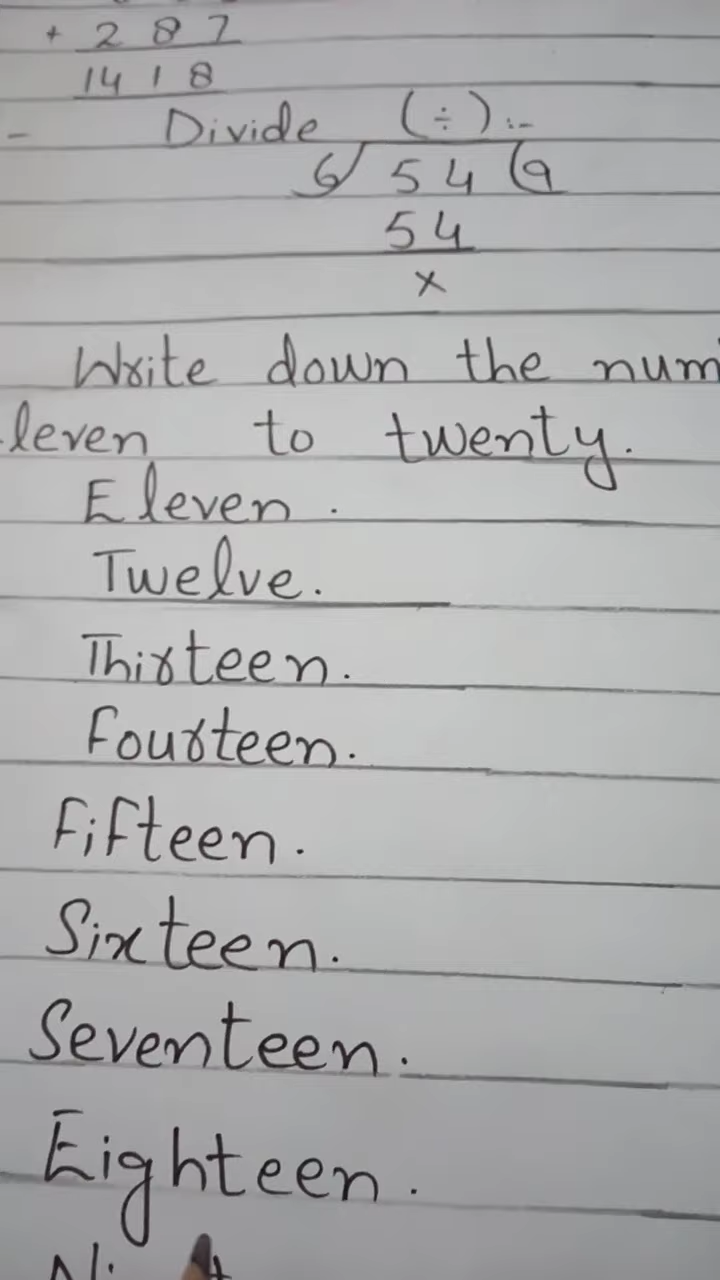 + 2 8 7
14 1 8
- Divide (÷) :-
6) 5 4 (9
5 4
x
Write down the num
leven to twenty.
Eleven.
Twelve.
Thirteen.
Fourteen.
Fifteen.
Sixteen.
Seventeen.
Eighteen.